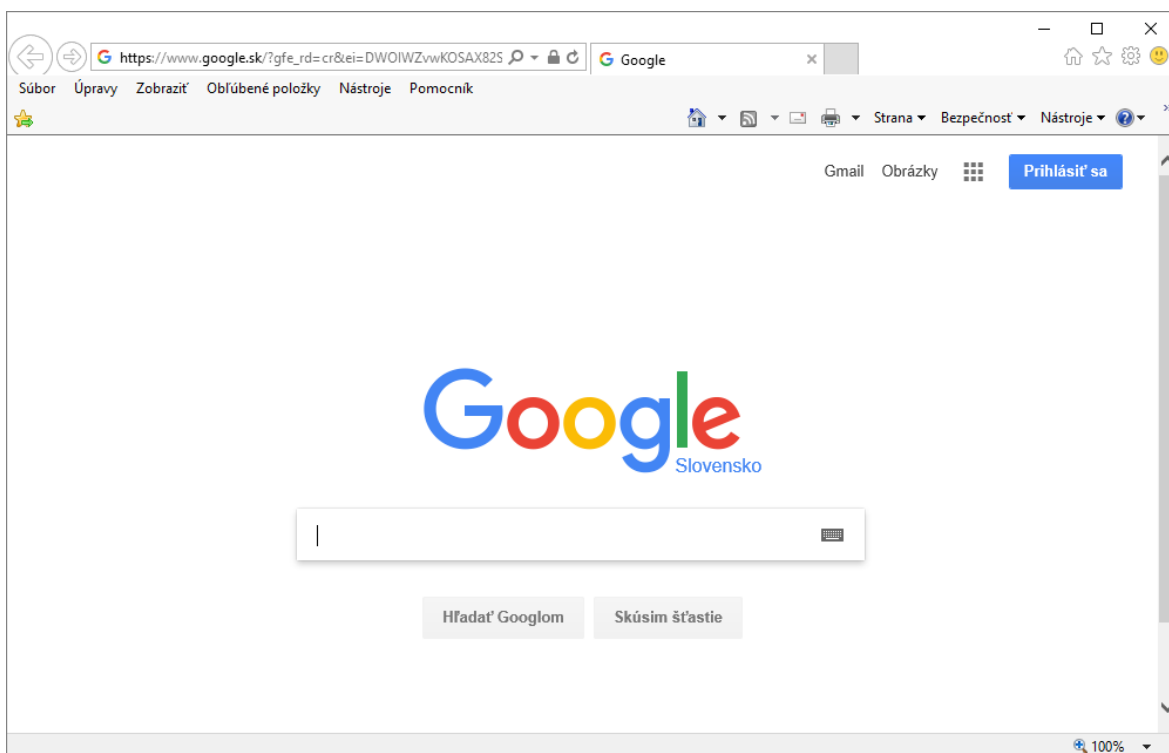 https://www.google.sk/?gfe_rd=cr&ei=DWOIWZvwKOSAX82S
Google
Súbor Úpravy Zobraziť Obľúbené položky Nástroje Pomocník
Strana Bezpečnosť Nástroje
Gmail Obrázky Prihlásiť sa
Google
Slovensko
Hľadať Googlom Skúsim šťastie
100%